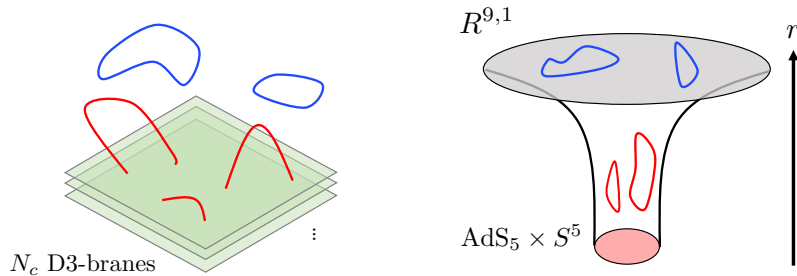 N_c D3-branes
⋮
R^{9,1}
r
AdS_5 × S^5